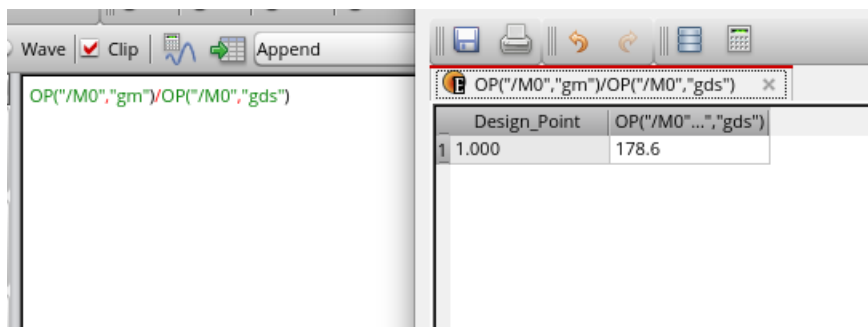 Wave Clip Append
OP("/M0","gm")/OP("/M0","gds")
OP("/M0","gm")/OP("/M0","gds")
Design_Point OP("/M0"...","gds")
1 1.000 178.6